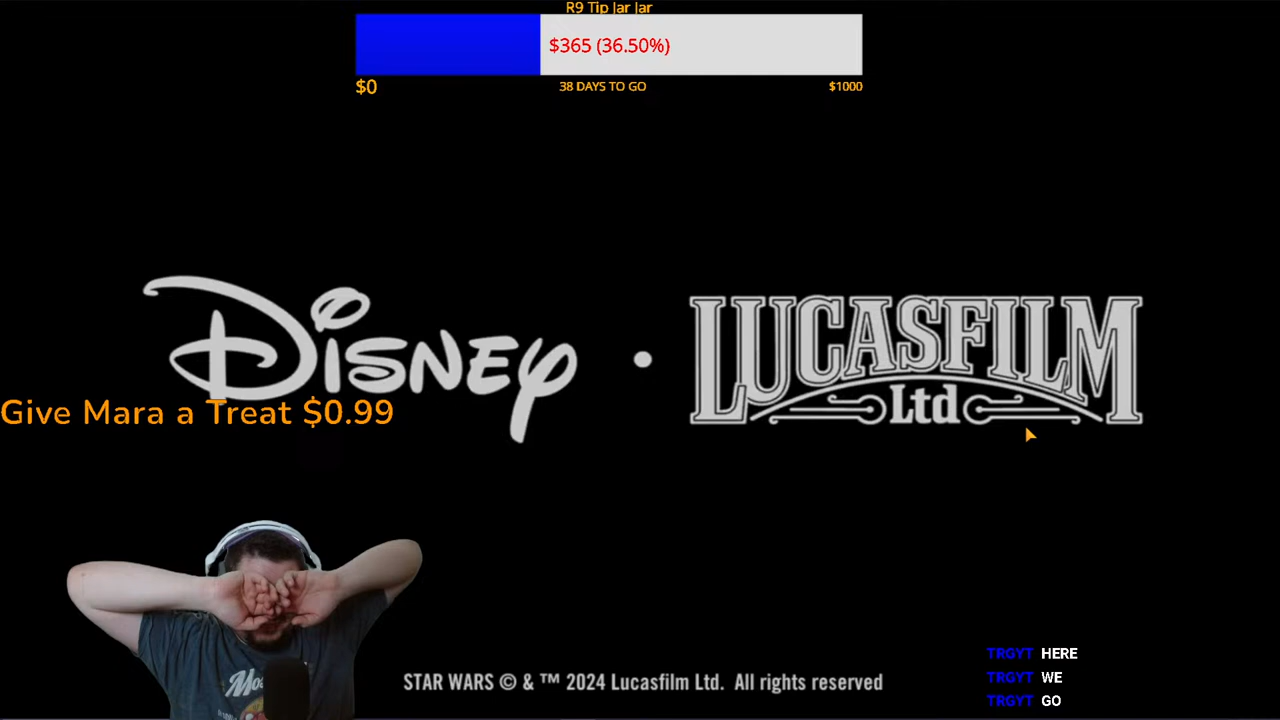 R9 Tip Jar Jar
$365 (36.50%)
$0
38 DAYS TO GO
$1000
Disney • LUCASFILM
Ltd
Give Mara a Treat $0.99
TRGYT HERE
TRGYT WE
TRGYT GO
STAR WARS © & ™ 2024 Lucasfilm Ltd. All rights reserved